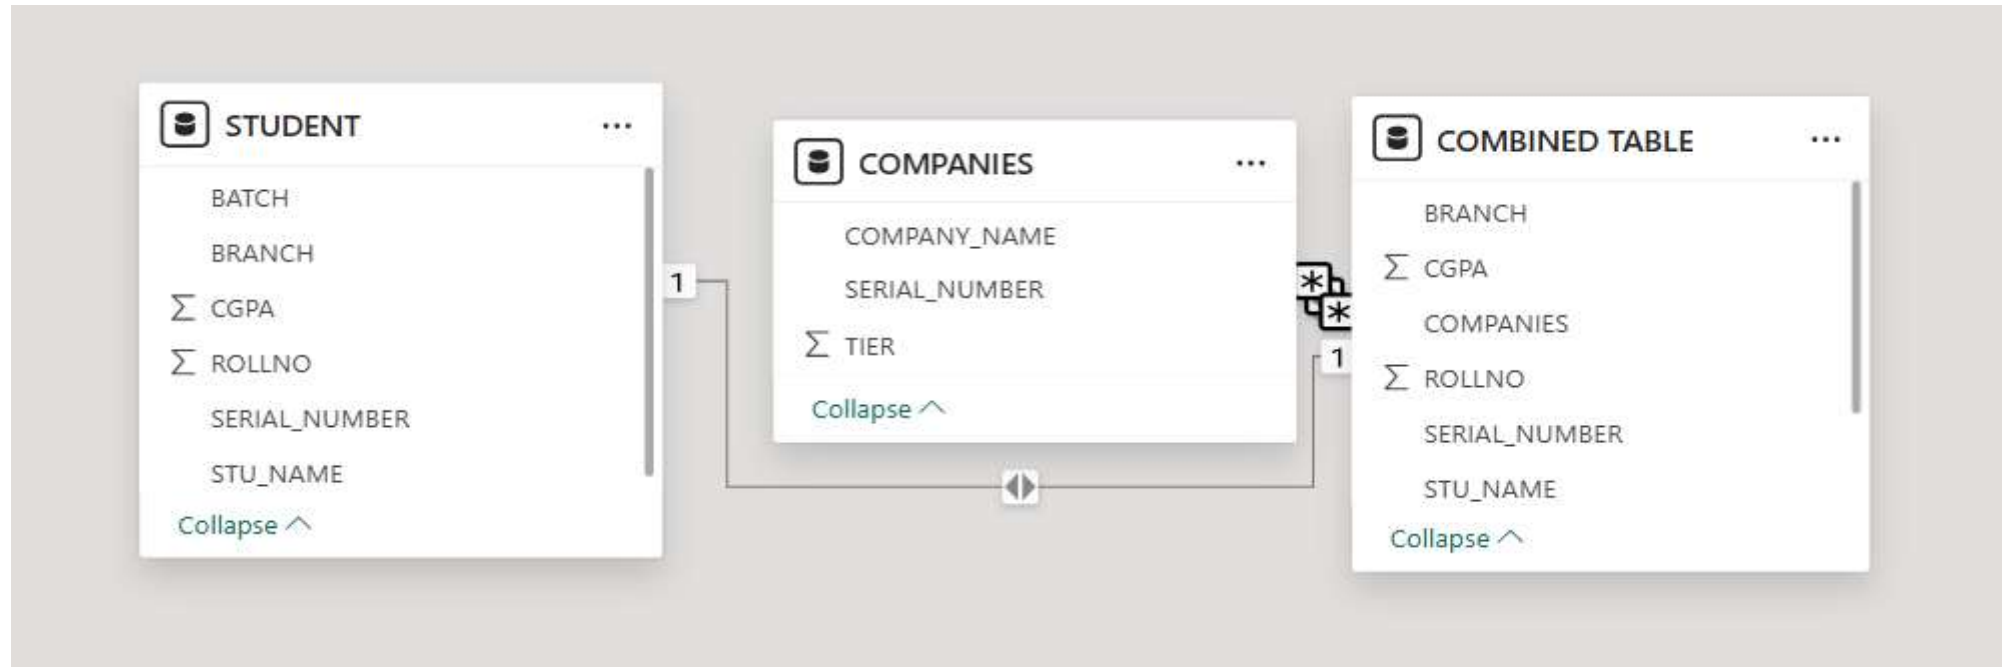 STUDENT
BATCH
BRANCH
∑ CGPA
∑ ROLLNO
SERIAL_NUMBER
STU_NAME
Collapse
1
COMPANIES
COMPANY_NAME
SERIAL_NUMBER
∑ TIER
Collapse
*
*
1
COMBINED TABLE
BRANCH
∑ CGPA
COMPANIES
∑ ROLLNO
SERIAL_NUMBER
STU_NAME
Collapse